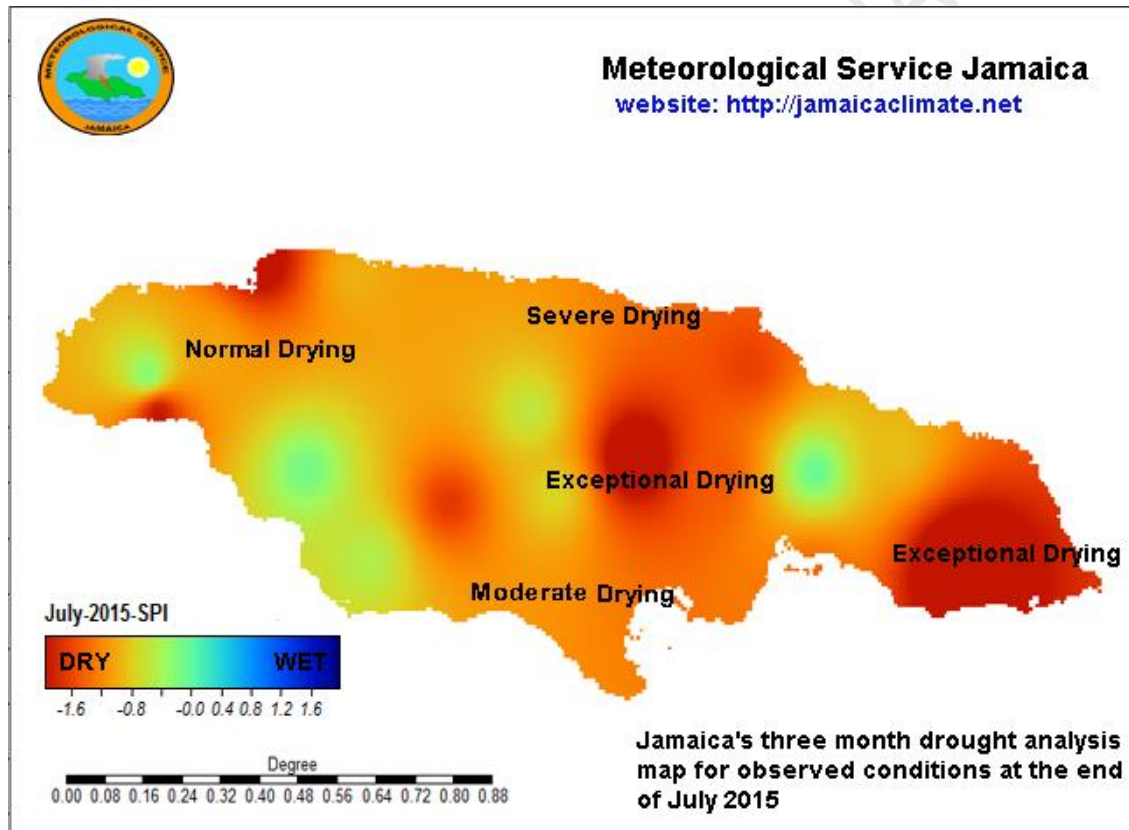 METEOROLOGICAL SERVICE
JAMAICA
Meteorological Service Jamaica
website: http://jamaicaclimate.net
Severe Drying
Normal Drying
Exceptional Drying
Exceptional Drying
Moderate Drying
July-2015-SPI
DRY WET
-1.6 -0.8 -0.0 0.4 0.8 1.2 1.6
Degree
0.00 0.08 0.16 0.24 0.32 0.40 0.48 0.56 0.64 0.72 0.80 0.88
Jamaica's three month drought analysis
map for observed conditions at the end
of July 2015